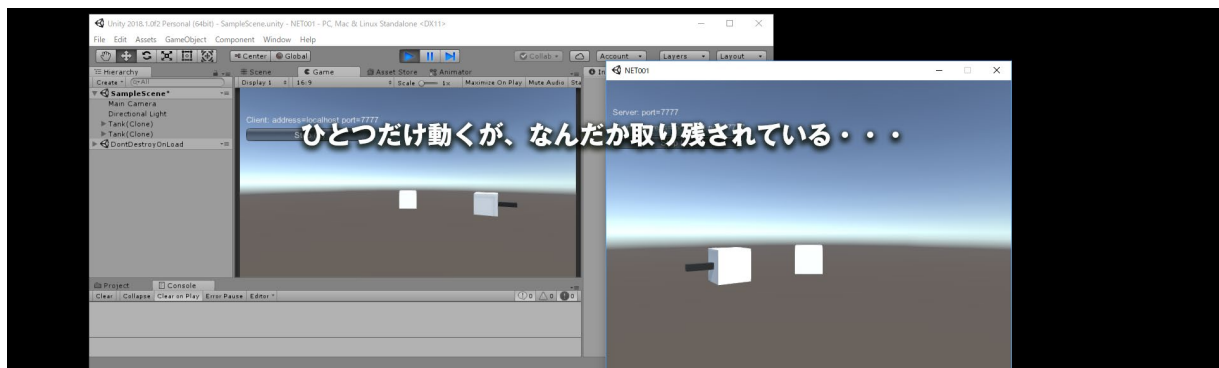 Unity 2018.1.0f2 Personal (64bit) - SampleScene.unity - NET001 - PC, Mac & Linux Standalone <DX11>
File Edit Assets GameObject Component Window Help
Center Global Collab Account Layers Layout
Hierarchy Scene Game Asset Store Animator
Create All Display 1 16:9 Scale 1x Maximize On Play Mute Audio Sta
SampleScene*
Main Camera
Directional Light
Tank(Clone)
Tank(Clone)
DontDestroyOnLoad
Client: address=localhost port=7777
NET001
Server: port=7777
ひとつだけ動くが、なんだか取り残されている・・・
Project Console
Clear Collapse Clear on Play Error Pause Editor 0 0 0